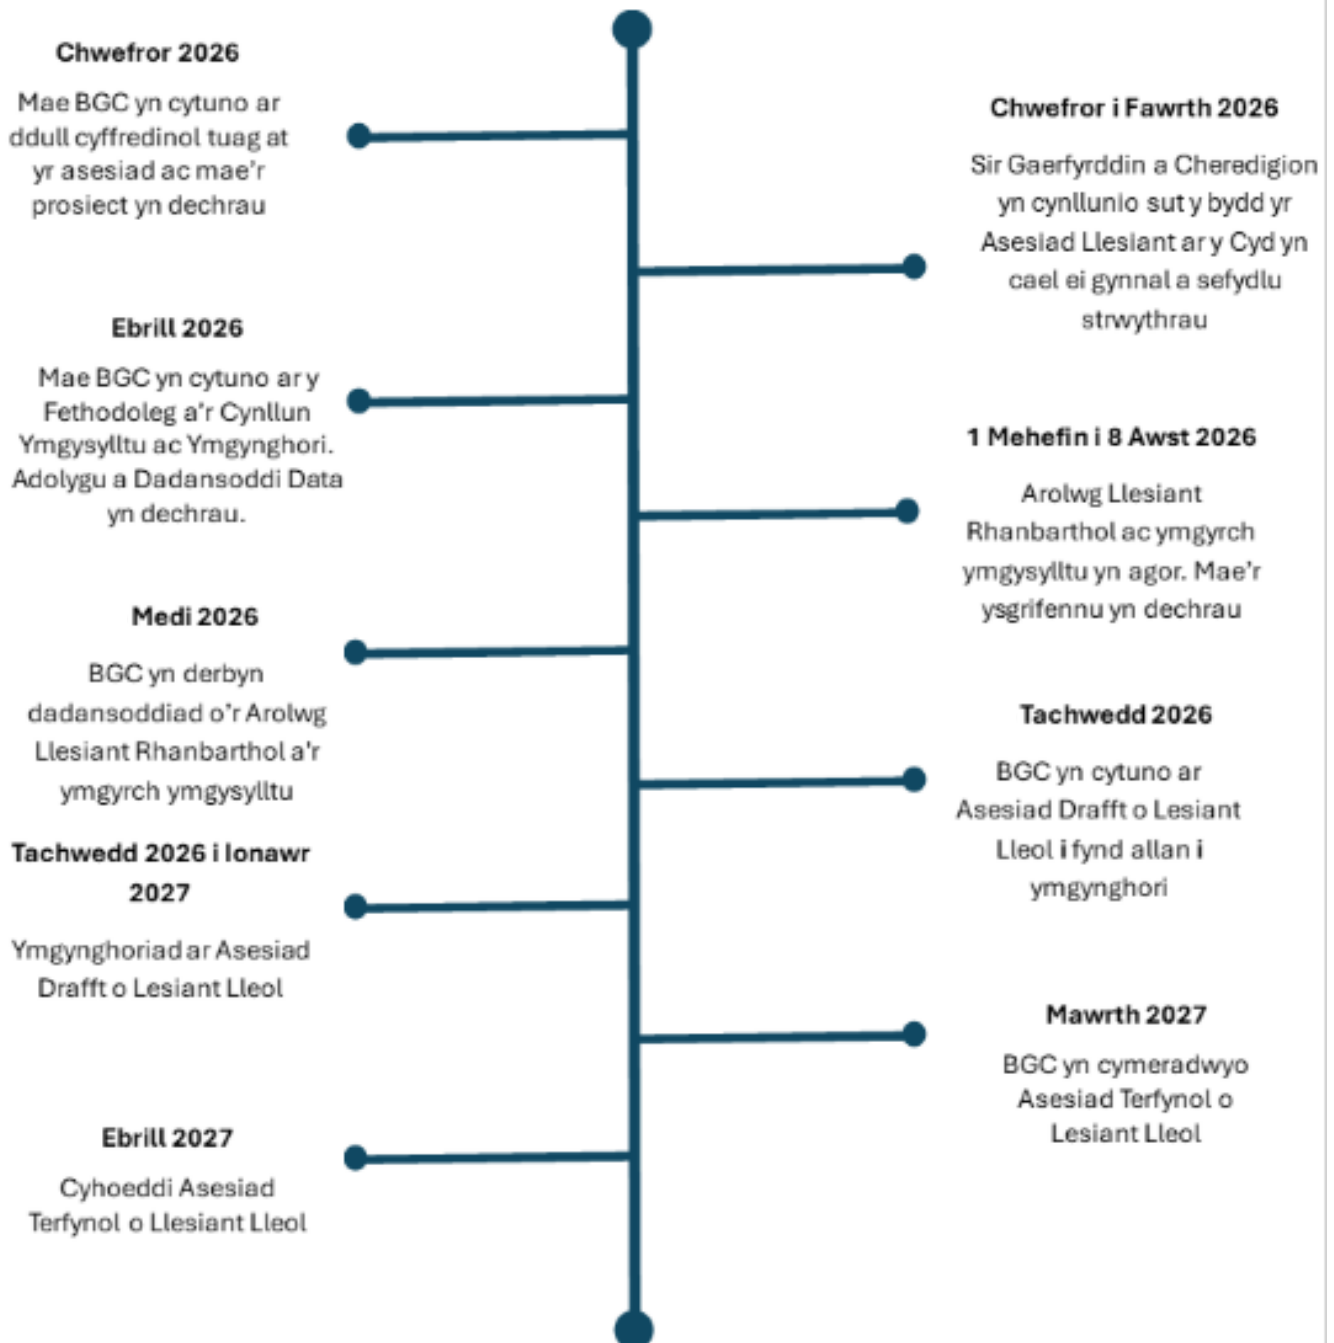 Chwefror 2026
Mae BGC yn cytuno ar
ddull cyffredinol tuag at
yr asesiad ac mae'r
prosiect yn dechrau
Chwefror i Fawrth 2026
Sir Gaerfyrddin a Cheredigion
yn cynllunio sut y bydd yr
Asesiad Llesiant ar y Cyd yn
cael ei gynnal a sefydlu
strwythrau
Ebrill 2026
Mae BGC yn cytuno ar y
Fethodoleg a'r Cynllun
Ymgysylltu ac Ymgynghori.
Adolygu a Dadansoddi Data
yn dechrau.
1 Mehefin i 8 Awst 2026
Arolwg Llesiant
Rhanbarthol ac ymgyrch
ymgysylltu yn agor. Mae'r
ysgrifennu yn dechrau
Medi 2026
BGC yn derbyn
dadansoddiad o'r Arolwg
Llesiant Rhanbarthol a'r
ymgyrch ymgysylltu
Tachwedd 2026
BGC yn cytuno ar
Asesiad Drafft o Lesiant
Lleol i fynd allan i
ymgynghori
Tachwedd 2026 i Ionawr
2027
Ymgynghoriad ar Asesiad
Drafft o Lesiant Lleol
Mawrth 2027
BGC yn cymeradwyo
Asesiad Terfynol o
Lesiant Lleol
Ebrill 2027
Cyhoeddi Asesiad
Terfynol o Llesiant Lleol